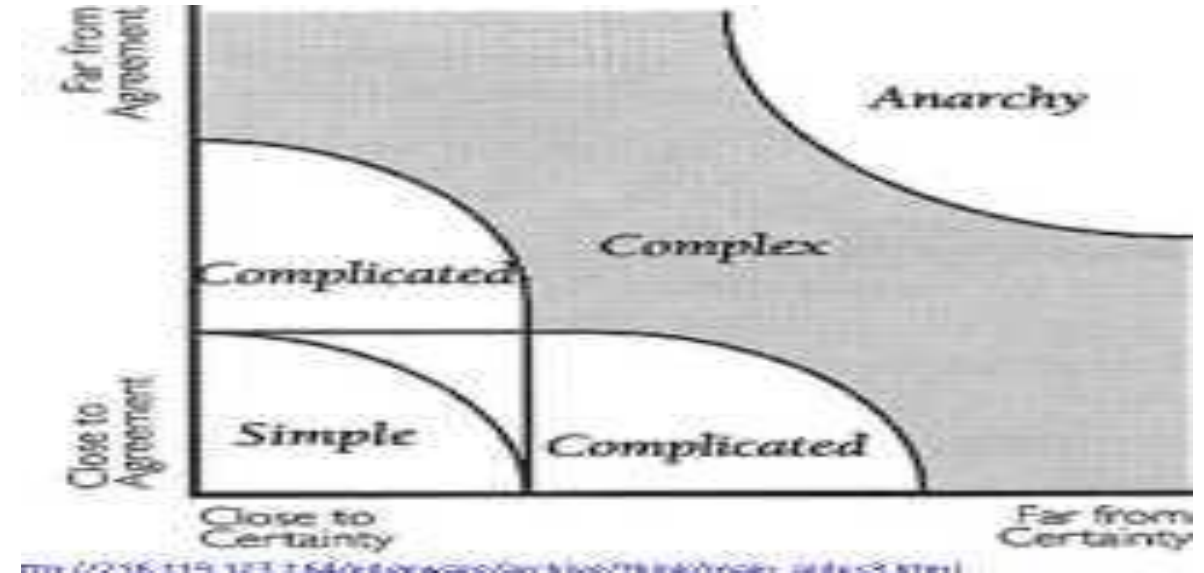 Far from
Agreement
Anarchy
Complex
Complicated
Close to
Agreement
Simple
Complicated
Close to
Certainty
Far from
Certainty